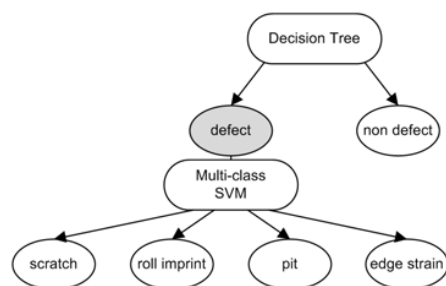 Decision Tree
defect
non defect
Multi-class
SVM
scratch
roll imprint
pit
edge strain